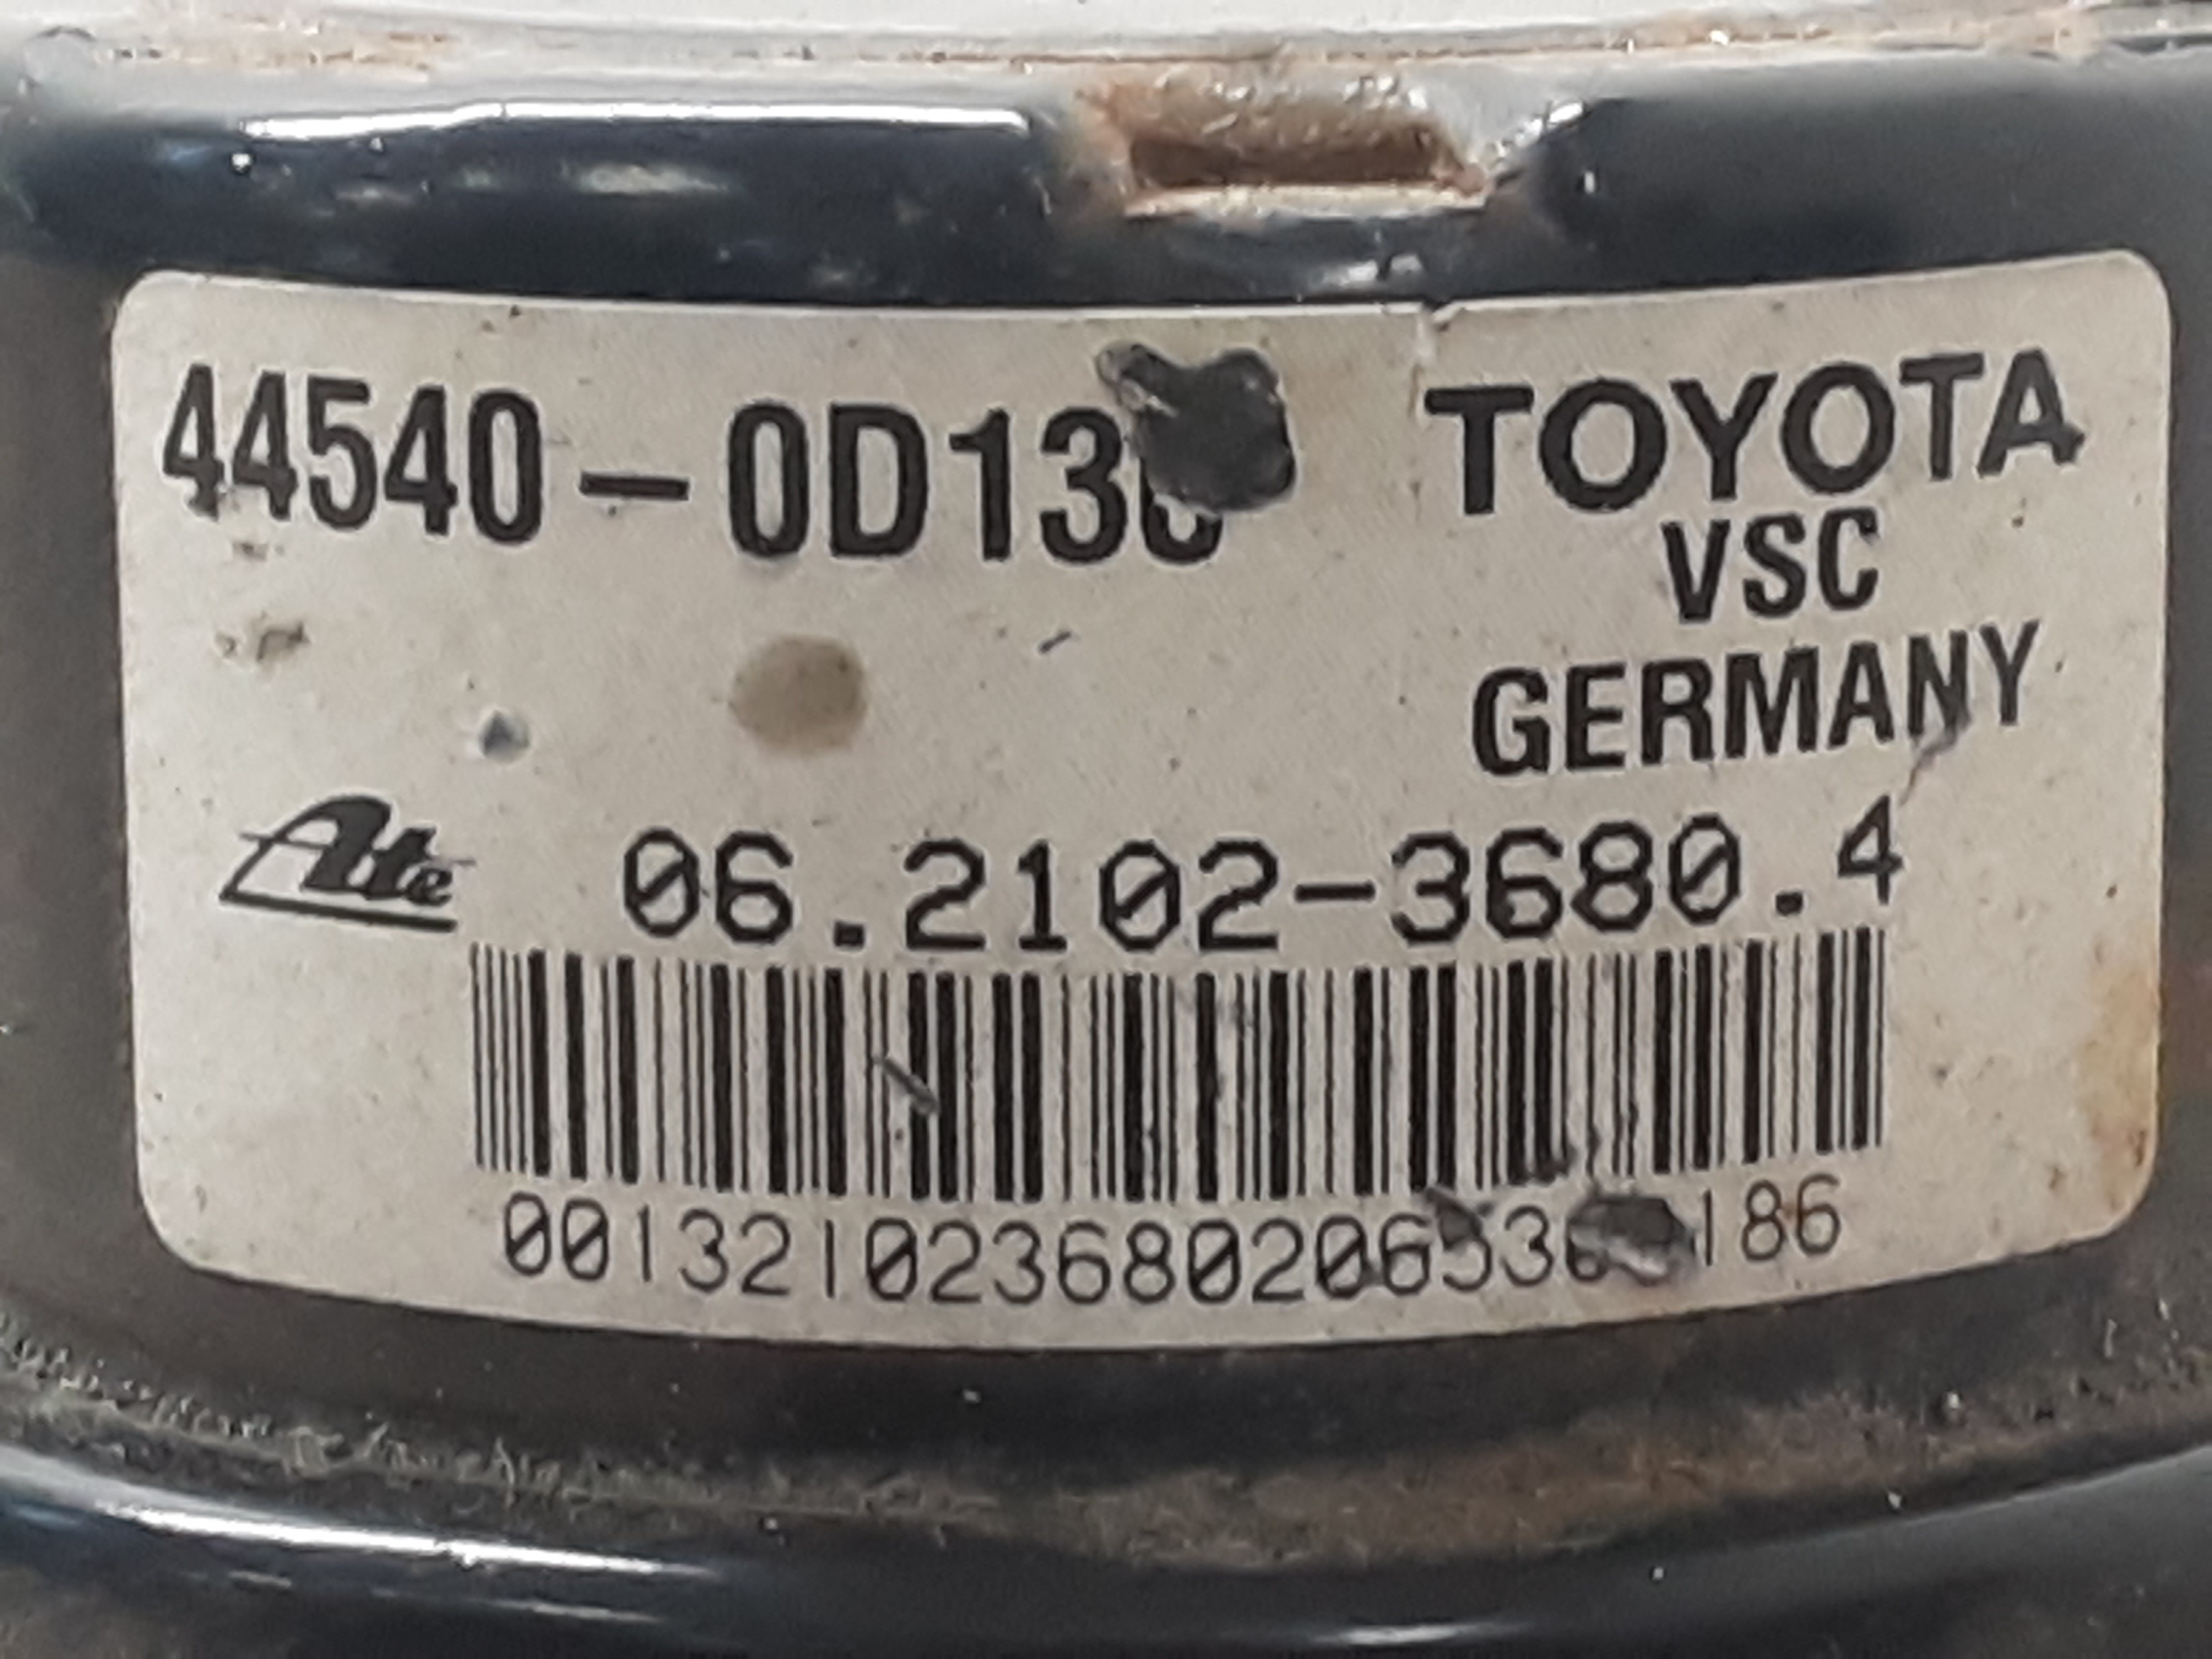 TOYOTA
VSC
GERMANY
Ate 06.2102-3680.4